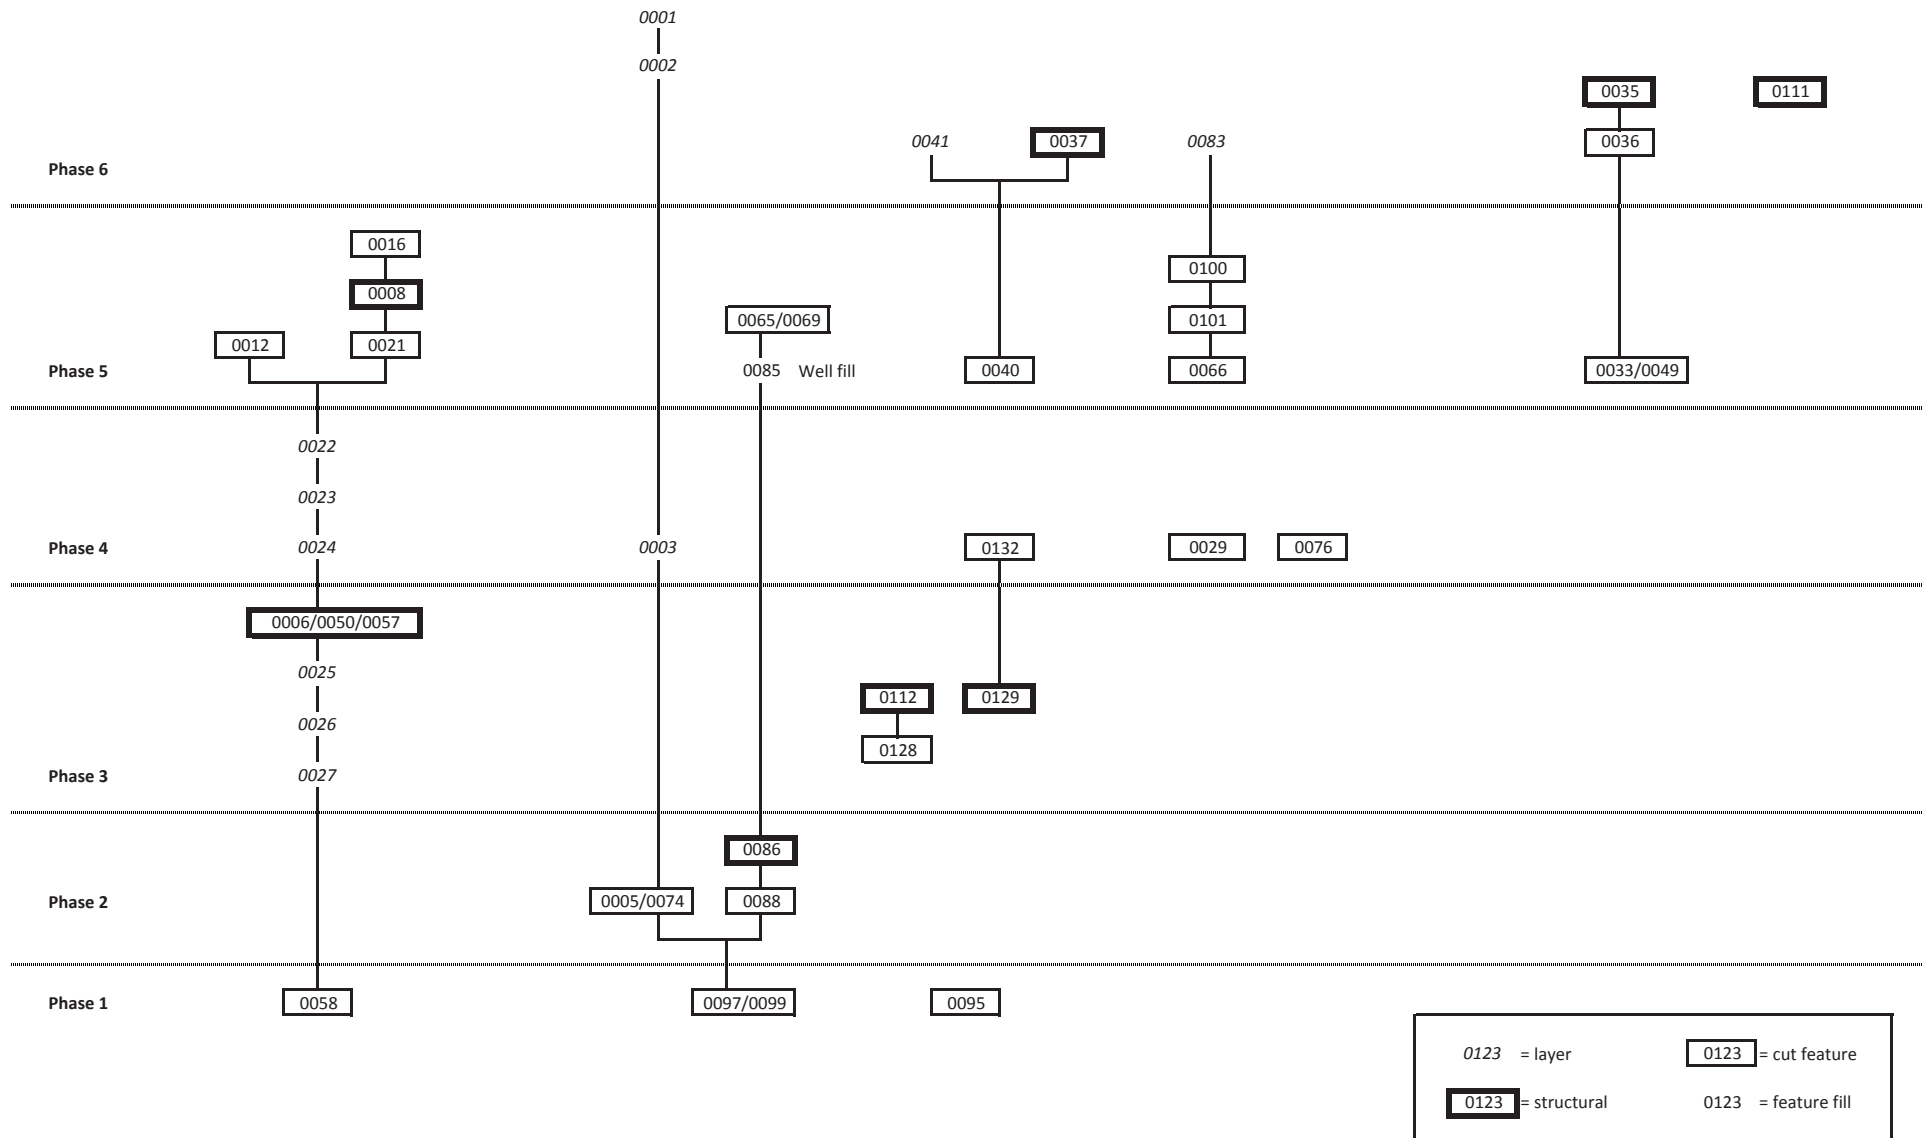 0001
0002
0035 0111
0041 0037 0083 0036
Phase 6
0016
0100
0008
0065/0069 0101
0012 0021
Phase 5 0085 Well fill 0040 0066 0033/0049
0022
0023
Phase 4 0024 0003 0132 0029 0076
0006/0050/0057
0025
0112 0129
0026
0128
Phase 3 0027
0086
Phase 2 0005/0074 0088
Phase 1 0058 0097/0099 0095
0123 = layer 0123 = cut feature
0123 = structural 0123 = feature fill